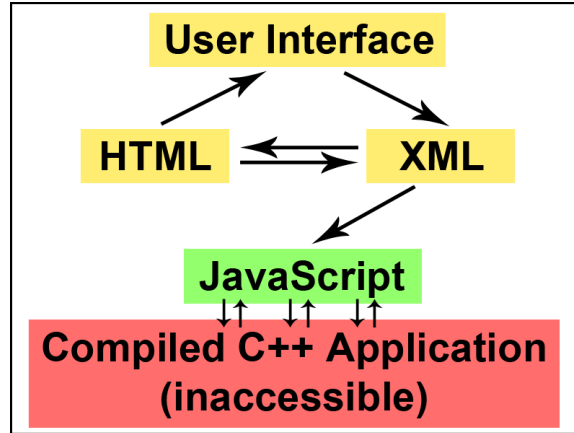 User Interface
HTML
XML
JavaScript
Compiled C++ Application
(inaccessible)